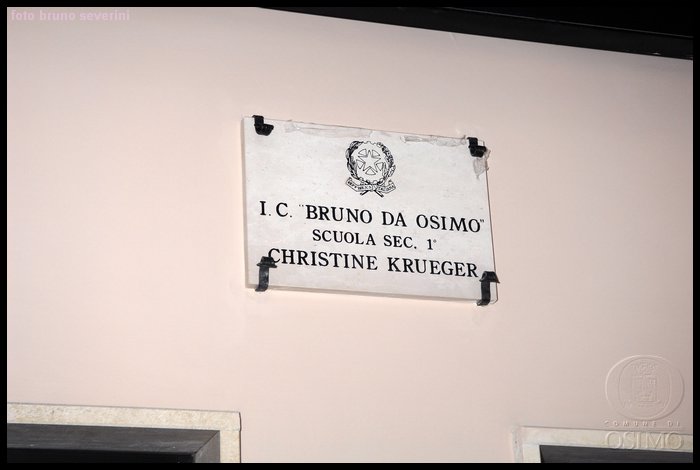 foto bruno severini
I. C. "BRUNO DA OSIMO"
SCUOLA SEC. 1°
CHRISTINE KRUEGER
COMUNE DI
OSIMO